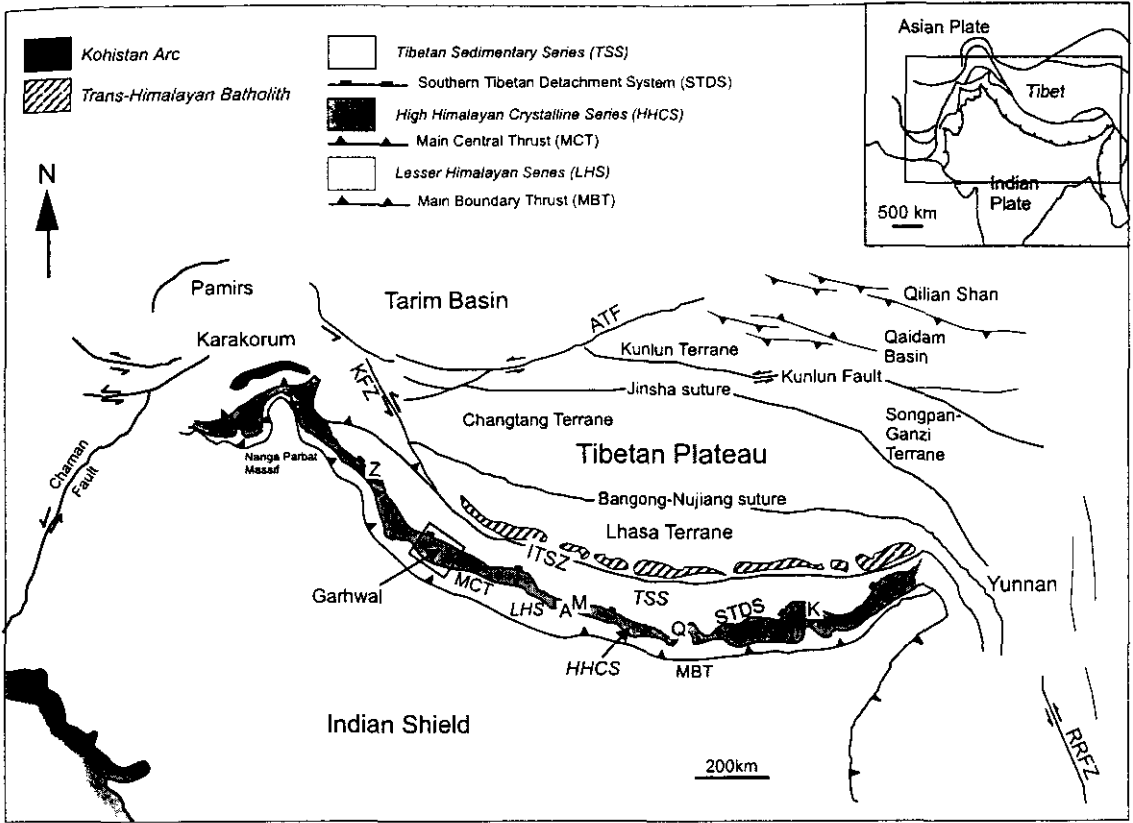 Kohistan Arc
Trans-Himalayan Batholith
Tibetan Sedimentary Series (TSS)
Southern Tibetan Detachment System (STDS)
High Himalayan Crystalline Series (HHCS)
Main Central Thrust (MCT)
Lesser Himalayan Series (LHS)
Main Boundary Thrust (MBT)
Asian Plate
Tibet
Indian
Plate
500 km
N
Pamirs
Tarim Basin
Karakorum
ATF
Qilian Shan
Qaidam
Basin
Kunlun Terrane
Kunlun Fault
KFZ
Jinsha suture
Changtang Terrane
Songpan-
Ganzi
Terrane
Chaman
Fault
Nanga Parbat
Massif
Z
Tibetan Plateau
Bangong-Nujiang suture
Lhasa Terrane
ITSZ
Yunnan
Garhwal
MCT
LHS
A
M
TSS
STDS
K
Q
HHCS
MBT
Indian Shield
200km
RRFZ